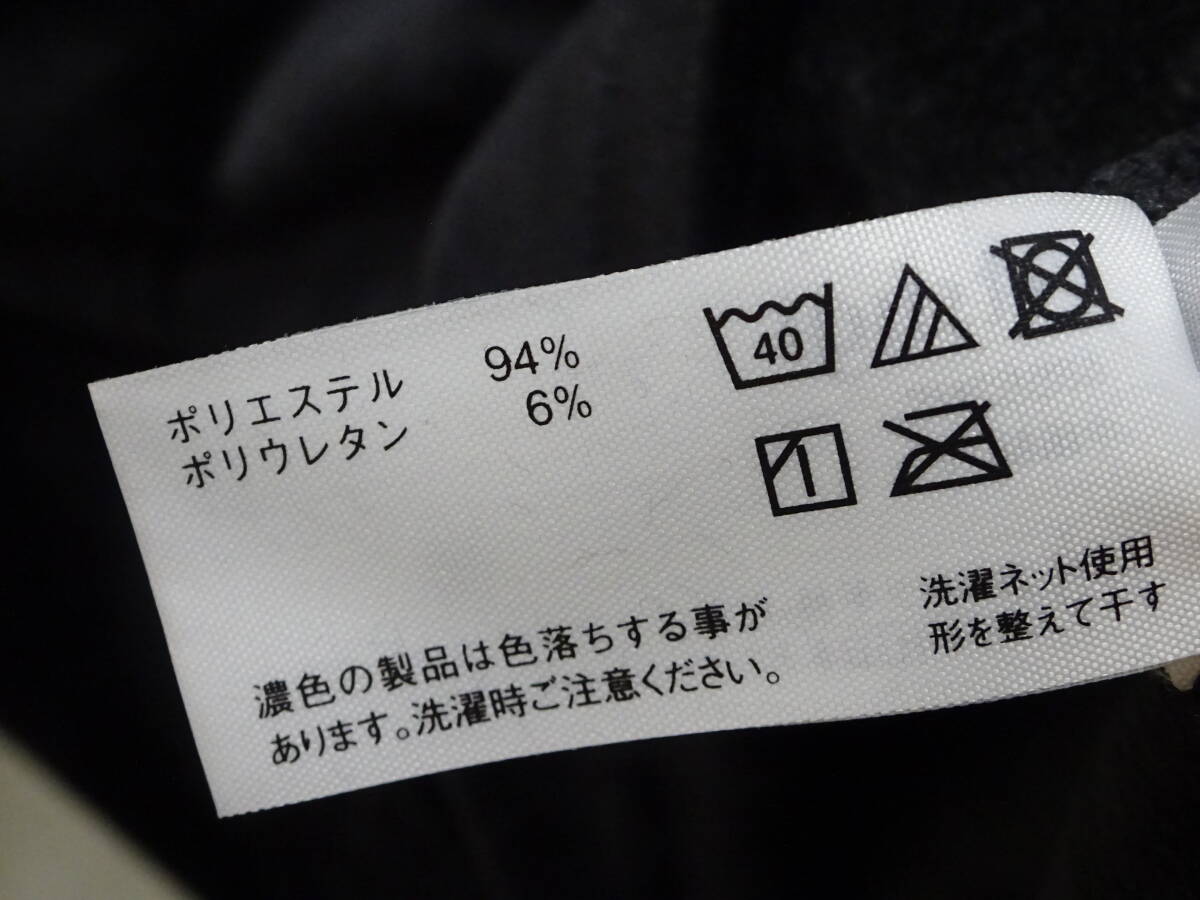 ポリエステル 94%
ポリウレタン 6%
40
濃色の製品は色落ちする事が
あります。洗濯時ご注意ください。
洗濯ネット使用
形を整えて干す